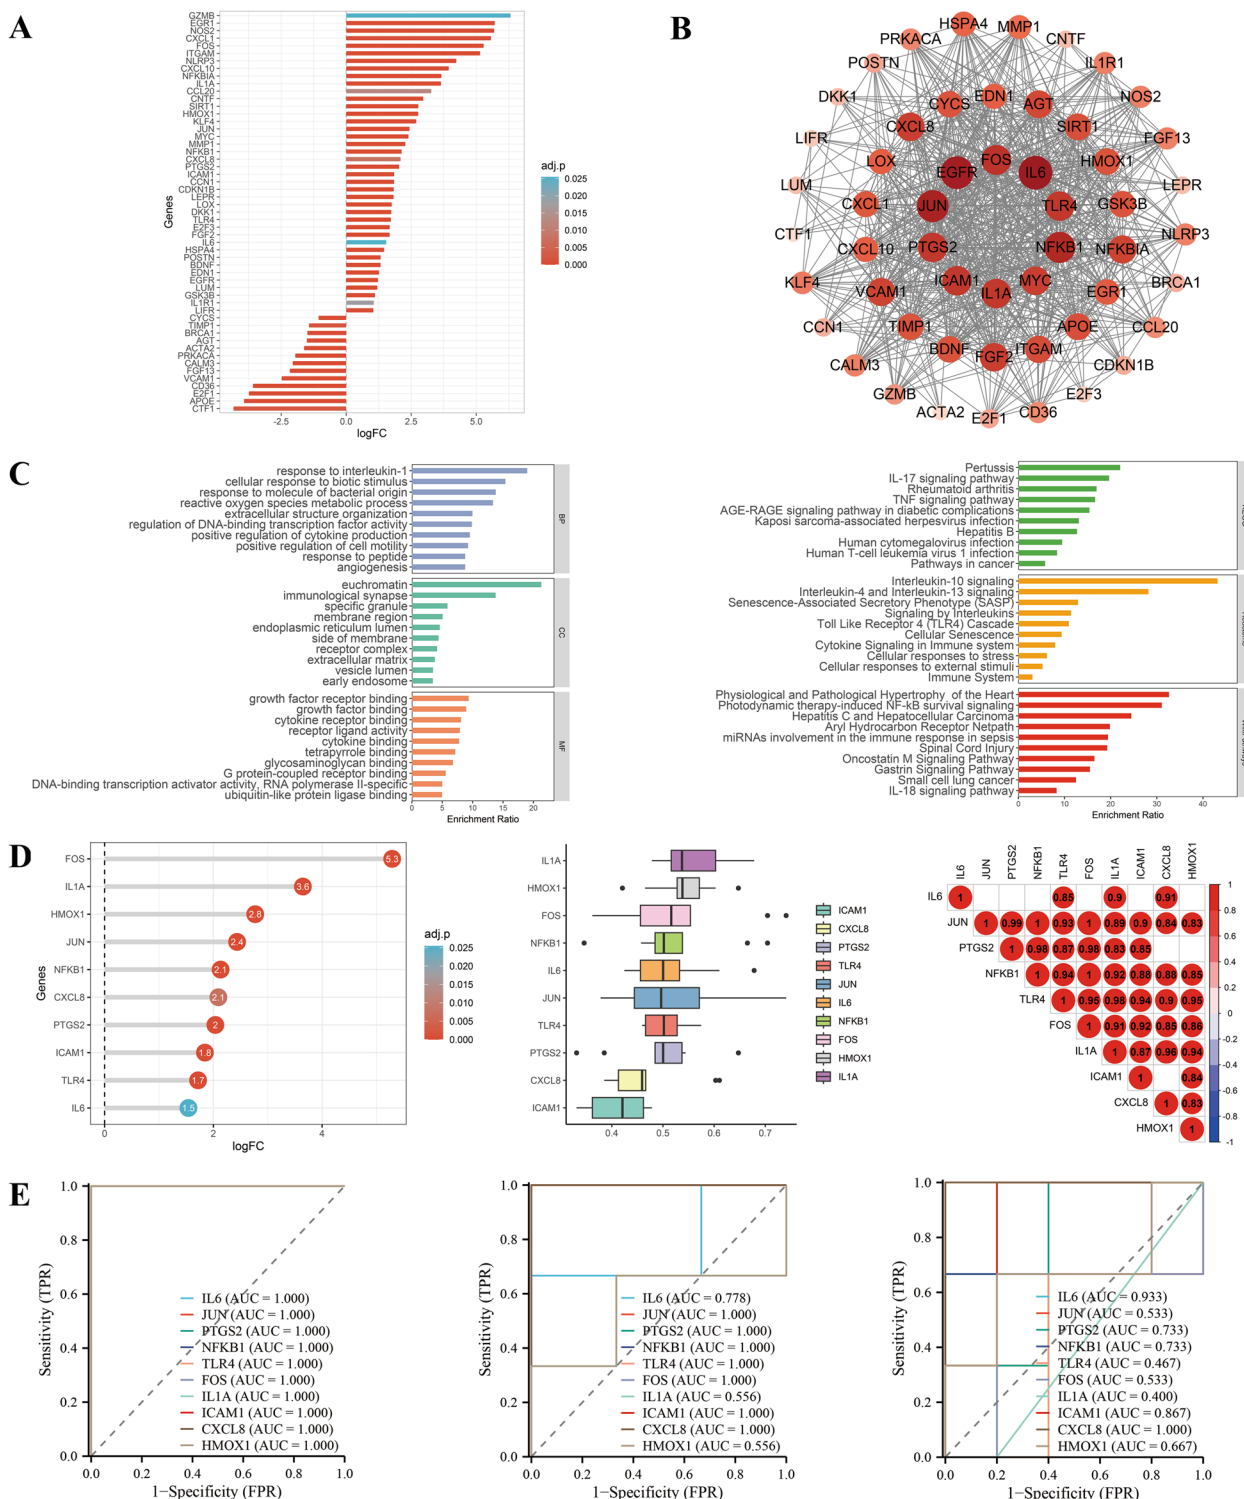 A
GZMB
EGR1
NOS2
CXCL1
FOS
ITGAM
NLRP3
CXCL10
NFKBIA
IL1A
CCL20
CNTF
SIRT1
HMOX1
KLF4
JUN
MYC
MMP1
NFKB1
CXCL8
PTGS2
ICAM1
CCN1
CDKN1B
LEPR
LOX
DKK1
TLR4
E2F3
FGF2
IL6
HSPA4
POSTN
BDNF
EDN1
EGFR
LUM
GSK3B
IL1R1
LIFR
CYCS
TIMP1
BRCA1
AGT
ACTA2
PRKACA
CALM3
FGF13
VCAM1
CD36
E2F1
APOE
CTF1
Genes
-2.5 0.0 2.5 5.0
logFC
adj.p
0.025
0.020
0.015
0.010
0.005
0.000
B
HSPA4 MMP1
PRKACA CNTF
POSTN IL1R1
DKK1 CYCS EDN1 AGT NOS2
LIFR CXCL8 SIRT1 FGF13
LOX EGFR FOS IL6 HMOX1
LUM LEPR
CXCL1 JUN TLR4 GSK3B
CTF1 CXCL10 PTGS2 NFKB1 NFKBIA NLRP3
KLF4 VCAM1 ICAM1 IL1A MYC EGR1 BRCA1
CCN1 TIMP1 APOE CCL20
BDNF FGF2 ITGAM
CALM3 CDKN1B
GZMB E2F3
ACTA2 E2F1 CD36
C
response to interleukin-1
cellular response to biotic stimulus
response to molecule of bacterial origin
reactive oxygen species metabolic process
extracellular structure organization
regulation of DNA-binding transcription factor activity
positive regulation of cytokine production
positive regulation of cell motility
response to peptide
angiogenesis
BP
euchromatin
immunological synapse
specific granule
membrane region
endoplasmic reticulum lumen
side of membrane
receptor complex
extracellular matrix
vesicle lumen
early endosome
CC
growth factor receptor binding
growth factor binding
cytokine receptor binding
receptor ligand activity
cytokine binding
tetrapyrrole binding
glycosaminoglycan binding
G protein-coupled receptor binding
DNA-binding transcription activator activity, RNA polymerase II-specific
ubiquitin-like protein ligase binding
MF
0 5 10 15 20
Enrichment Ratio
Pertussis
IL-17 signaling pathway
Rheumatoid arthritis
TNF signaling pathway
AGE-RAGE signaling pathway in diabetic complications
Kaposi sarcoma-associated herpesvirus infection
Hepatitis B
Human cytomegalovirus infection
Human T-cell leukemia virus 1 infection
Pathways in cancer
Interleukin-10 signaling
Interleukin-4 and Interleukin-13 signaling
Senescence-Associated Secretory Phenotype (SASP)
Signaling by Interleukins
Toll Like Receptor 4 (TLR4) Cascade
Cellular Senescence
Cytokine Signaling in Immune system
Cellular responses to stress
Cellular responses to external stimuli
Immune System
Physiological and Pathological Hypertrophy of the Heart
Photodynamic therapy-induced NF-kB survival signaling
Hepatitis C and Hepatocellular Carcinoma
Aryl Hydrocarbon Receptor Netpath
miRNAs involvement in the immune response in sepsis
Spinal Cord Injury
Oncostatin M Signaling Pathway
Gastrin Signaling Pathway
Small cell lung cancer
IL-18 signaling pathway
0 10 20 30 40
Enrichment Ratio
D
FOS 5.3
IL1A 3.6
HMOX1 2.8
JUN 2.4
NFKB1 2.1
CXCL8 2.1
PTGS2 2
ICAM1 1.8
TLR4 1.7
IL6 1.5
Genes
0 2 4
logFC
adj.p
0.025
0.020
0.015
0.010
0.005
0.000
IL1A
HMOX1
FOS
NFKB1
IL6
JUN
TLR4
PTGS2
CXCL8
ICAM1
0.4 0.5 0.6 0.7
ICAM1
CXCL8
PTGS2
TLR4
JUN
IL6
NFKB1
FOS
HMOX1
IL1A
IL6 JUN PTGS2 NFKB1 TLR4 FOS IL1A ICAM1 CXCL8 HMOX1
IL6 1 0.85 0.9 0.91
JUN 1 0.99 1 0.93 1 0.89 0.9 0.84 0.83
PTGS2 1 0.98 0.87 0.98 0.83 0.85
NFKB1 1 0.94 1 0.92 0.88 0.88 0.85
TLR4 1 0.95 0.98 0.94 0.9 0.95
FOS 1 0.91 0.92 0.85 0.86
IL1A 1 0.87 0.96 0.94
ICAM1 1 0.84
CXCL8 1 0.83
HMOX1 1
1
0.8
0.6
0.4
0.2
0
-0.2
-0.4
-0.6
-0.8
-1
E
1.0
0.8
0.6
0.4
0.2
0.0
Sensitivity (TPR)
IL6 (AUC = 1.000)
JUN (AUC = 1.000)
PTGS2 (AUC = 1.000)
NFKB1 (AUC = 1.000)
TLR4 (AUC = 1.000)
FOS (AUC = 1.000)
IL1A (AUC = 1.000)
ICAM1 (AUC = 1.000)
CXCL8 (AUC = 1.000)
HMOX1 (AUC = 1.000)
0.0 0.2 0.4 0.6 0.8 1.0
1-Specificity (FPR)
1.0
0.8
0.6
0.4
0.2
0.0
Sensitivity (TPR)
IL6 (AUC = 0.778)
JUN (AUC = 1.000)
PTGS2 (AUC = 1.000)
NFKB1 (AUC = 1.000)
TLR4 (AUC = 1.000)
FOS (AUC = 1.000)
IL1A (AUC = 0.556)
ICAM1 (AUC = 1.000)
CXCL8 (AUC = 1.000)
HMOX1 (AUC = 0.556)
0.0 0.2 0.4 0.6 0.8 1.0
1-Specificity (FPR)
1.0
0.8
0.6
0.4
0.2
0.0
Sensitivity (TPR)
IL6 (AUC = 0.933)
JUN (AUC = 0.533)
PTGS2 (AUC = 0.733)
NFKB1 (AUC = 0.733)
TLR4 (AUC = 0.467)
FOS (AUC = 0.533)
IL1A (AUC = 0.400)
ICAM1 (AUC = 0.867)
CXCL8 (AUC = 1.000)
HMOX1 (AUC = 0.667)
0.0 0.2 0.4 0.6 0.8 1.0
1-Specificity (FPR)